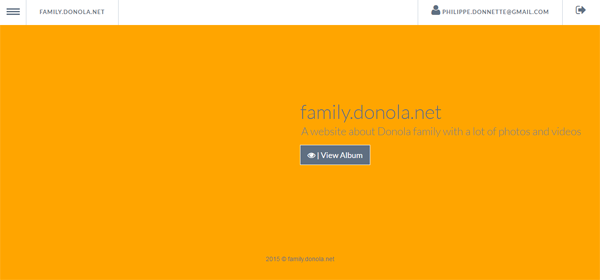 FAMILY.DONOLA.NET
PHILIPPE.DONNETTE@GMAIL.COM
family.donola.net
A website about Donola family with a lot of photos and videos
| View Album
2015 © family.donola.net